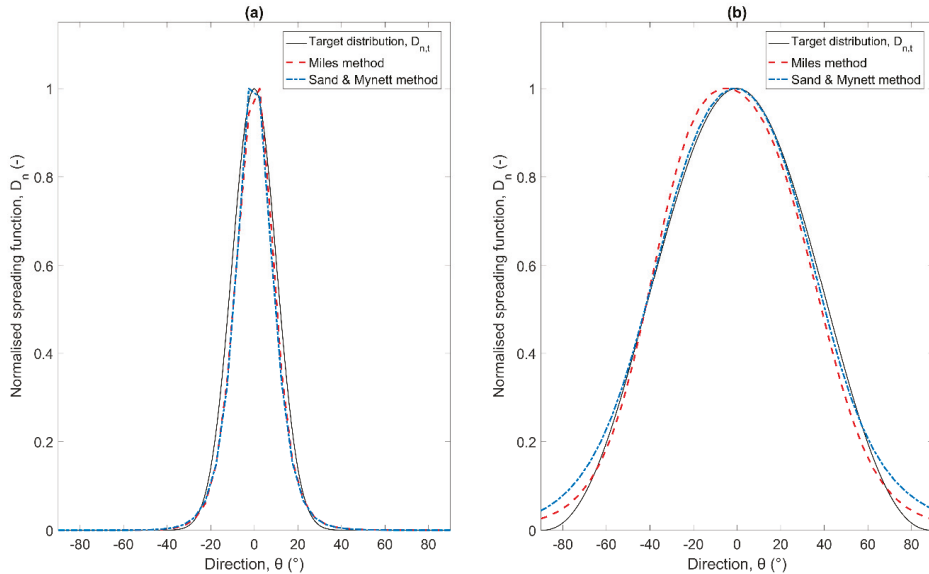 (a)
Target distribution, D_n,t
Miles method
Sand & Mynett method
Normalised spreading function, D_n (-)
1
0.8
0.6
0.4
0.2
0
-80 -60 -40 -20 0 20 40 60 80
Direction, θ (°)
(b)
Target distribution, D_n,t
Miles method
Sand & Mynett method
Normalised spreading function, D_n (-)
1
0.8
0.6
0.4
0.2
0
-80 -60 -40 -20 0 20 40 60 80
Direction, θ (°)